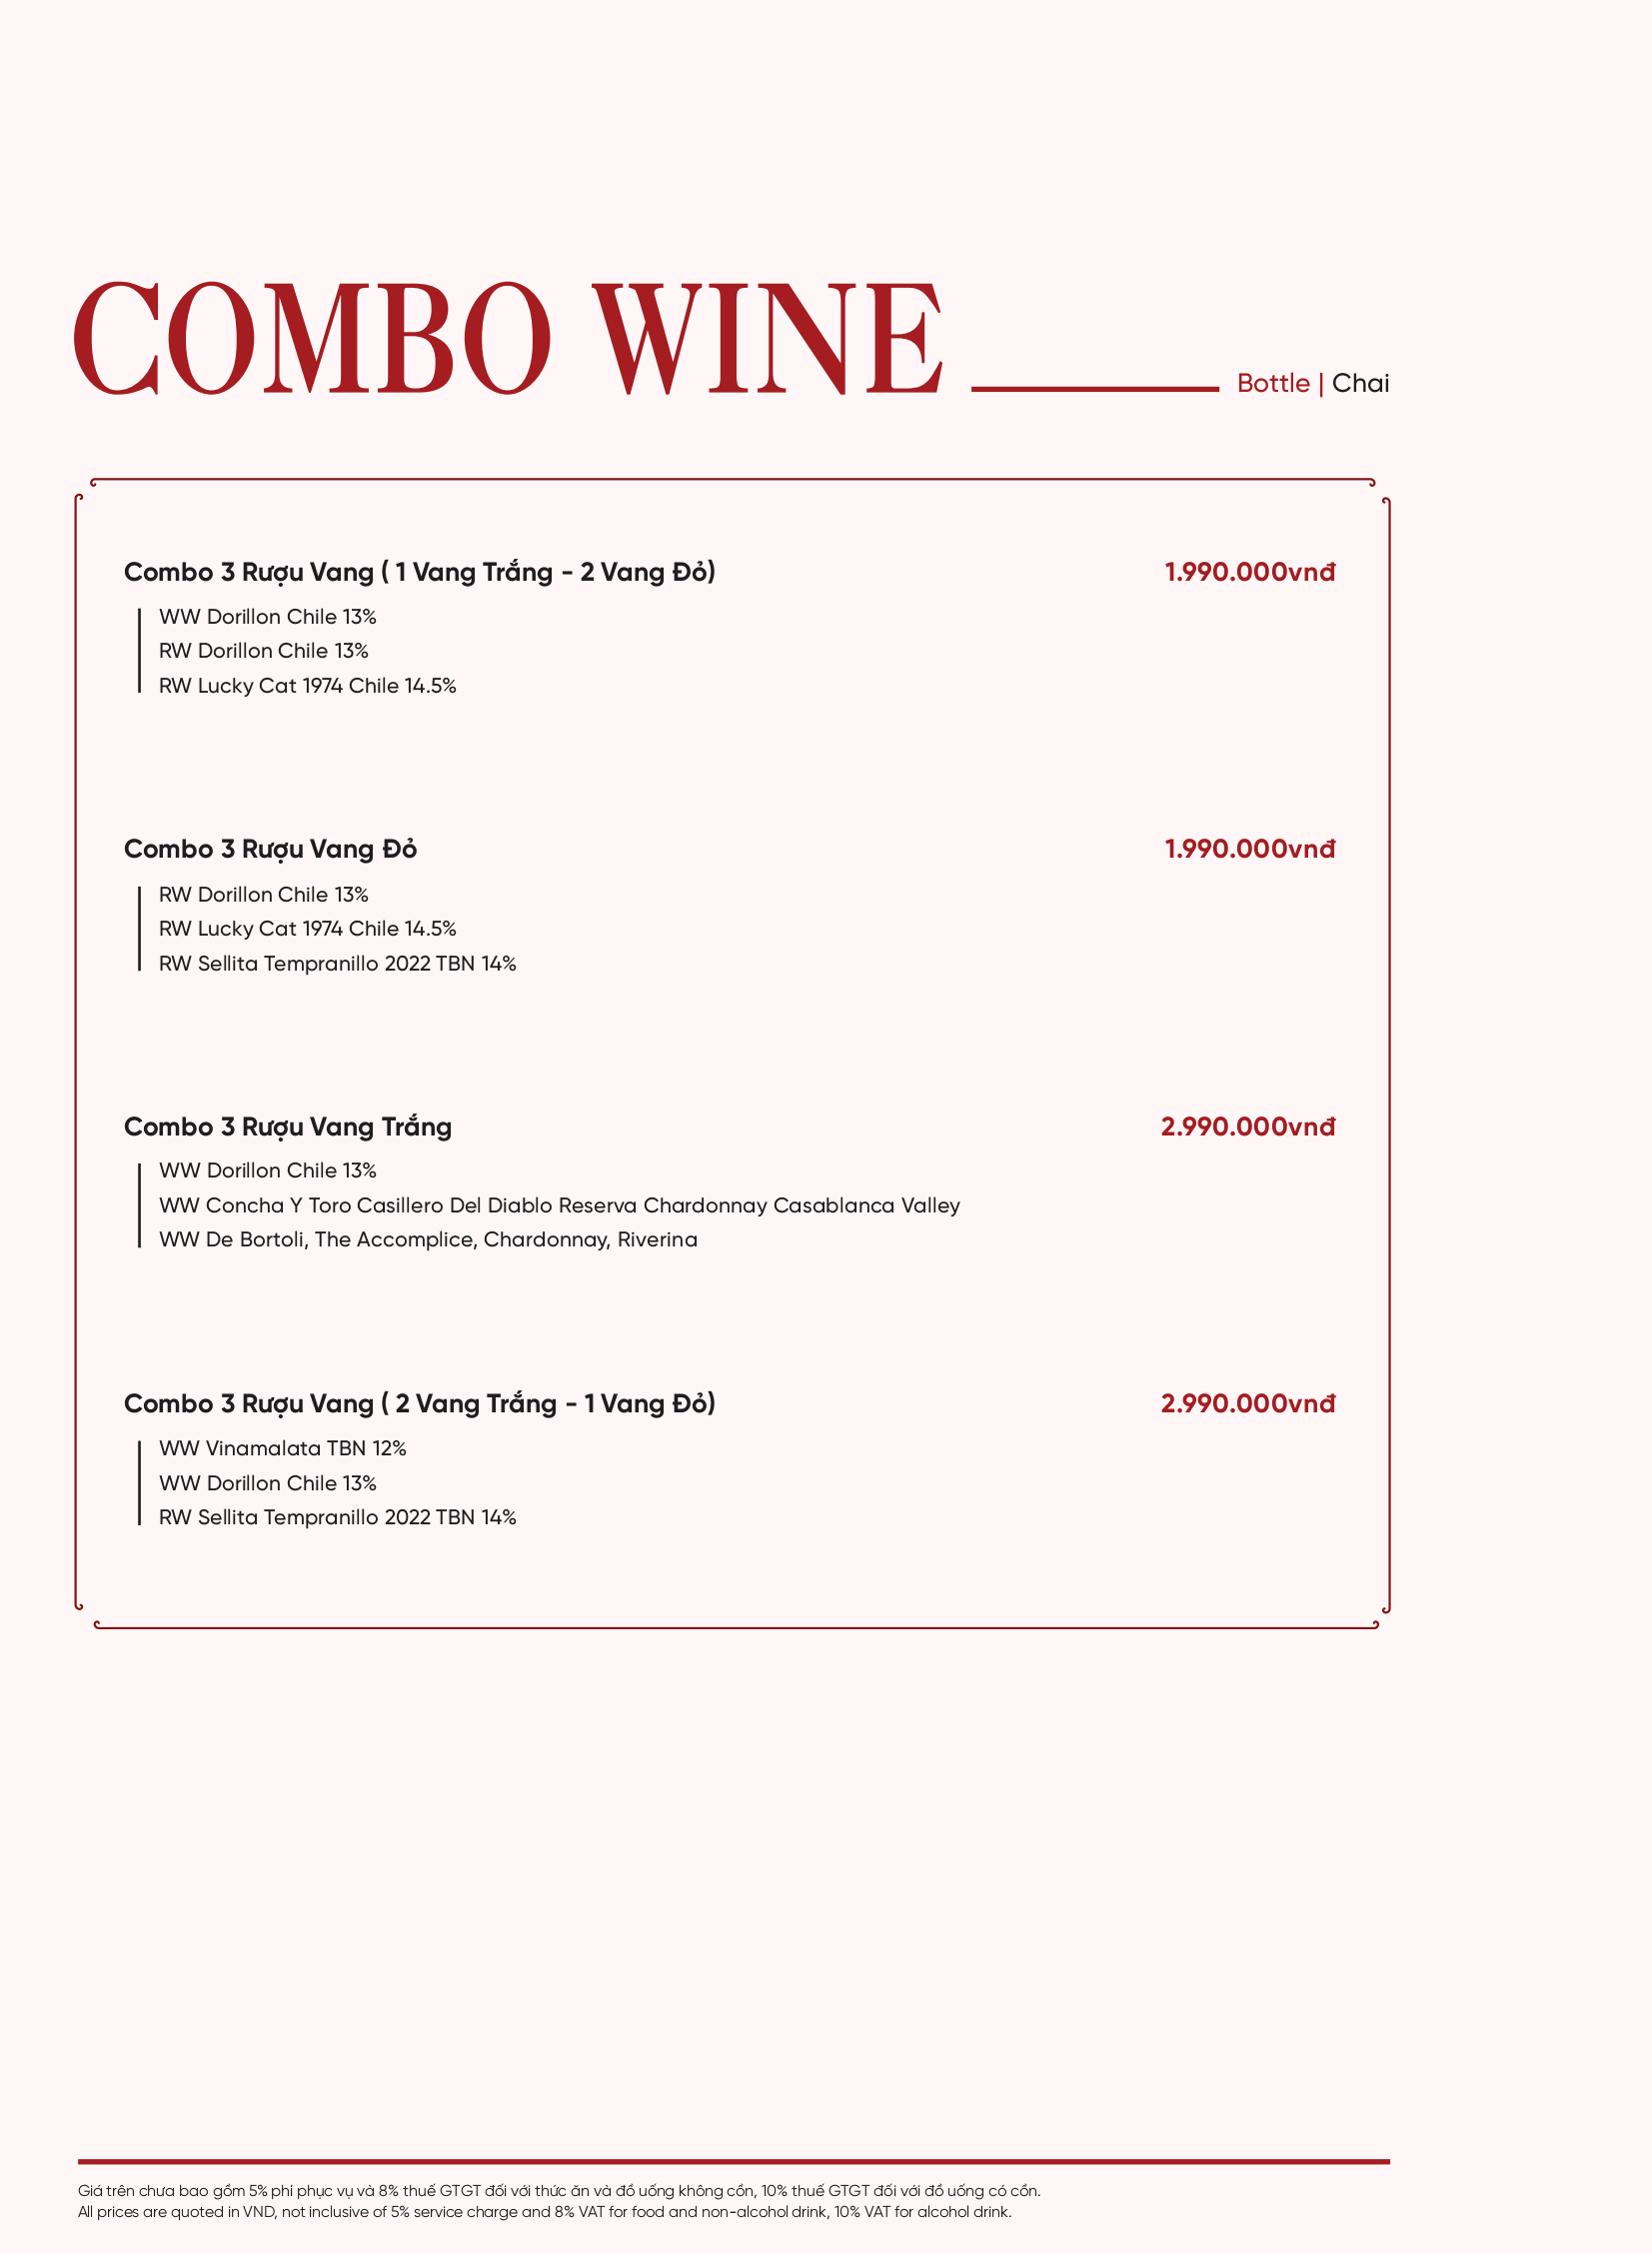 COMBO WINE
Bottle | Chai
Combo 3 Rượu Vang ( 1 Vang Trắng - 2 Vang Đỏ) 1.990.000vnđ
WW Dorillon Chile 13%
RW Dorillon Chile 13%
RW Lucky Cat 1974 Chile 14.5%
Combo 3 Rượu Vang Đỏ 1.990.000vnđ
RW Dorillon Chile 13%
RW Lucky Cat 1974 Chile 14.5%
RW Sellita Tempranillo 2022 TBN 14%
Combo 3 Rượu Vang Trắng 2.990.000vnđ
WW Dorillon Chile 13%
WW Concha Y Toro Casillero Del Diablo Reserva Chardonnay Casablanca Valley
WW De Bortoli, The Accomplice, Chardonnay, Riverina
Combo 3 Rượu Vang ( 2 Vang Trắng - 1 Vang Đỏ) 2.990.000vnđ
WW Vinamalata TBN 12%
WW Dorillon Chile 13%
RW Sellita Tempranillo 2022 TBN 14%
Giá trên chưa bao gồm 5% phí phục vụ và 8% thuế GTGT đối với thức ăn và đồ uống không cồn, 10% thuế GTGT đối với đồ uống có cồn.
All prices are quoted in VND, not inclusive of 5% service charge and 8% VAT for food and non-alcohol drink, 10% VAT for alcohol drink.